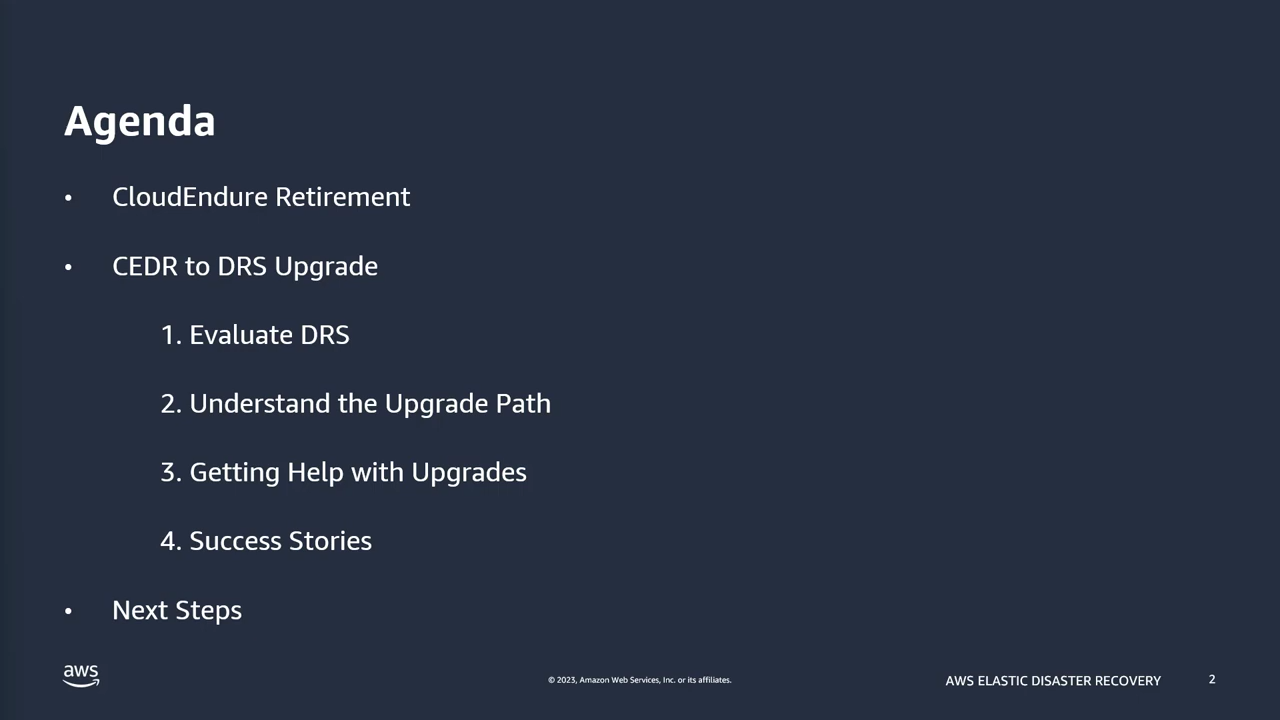 Agenda
• CloudEndure Retirement
• CEDR to DRS Upgrade
1. Evaluate DRS
2. Understand the Upgrade Path
3. Getting Help with Upgrades
4. Success Stories
• Next Steps
aws
© 2023, Amazon Web Services, Inc. or its affiliates.
AWS ELASTIC DISASTER RECOVERY
2